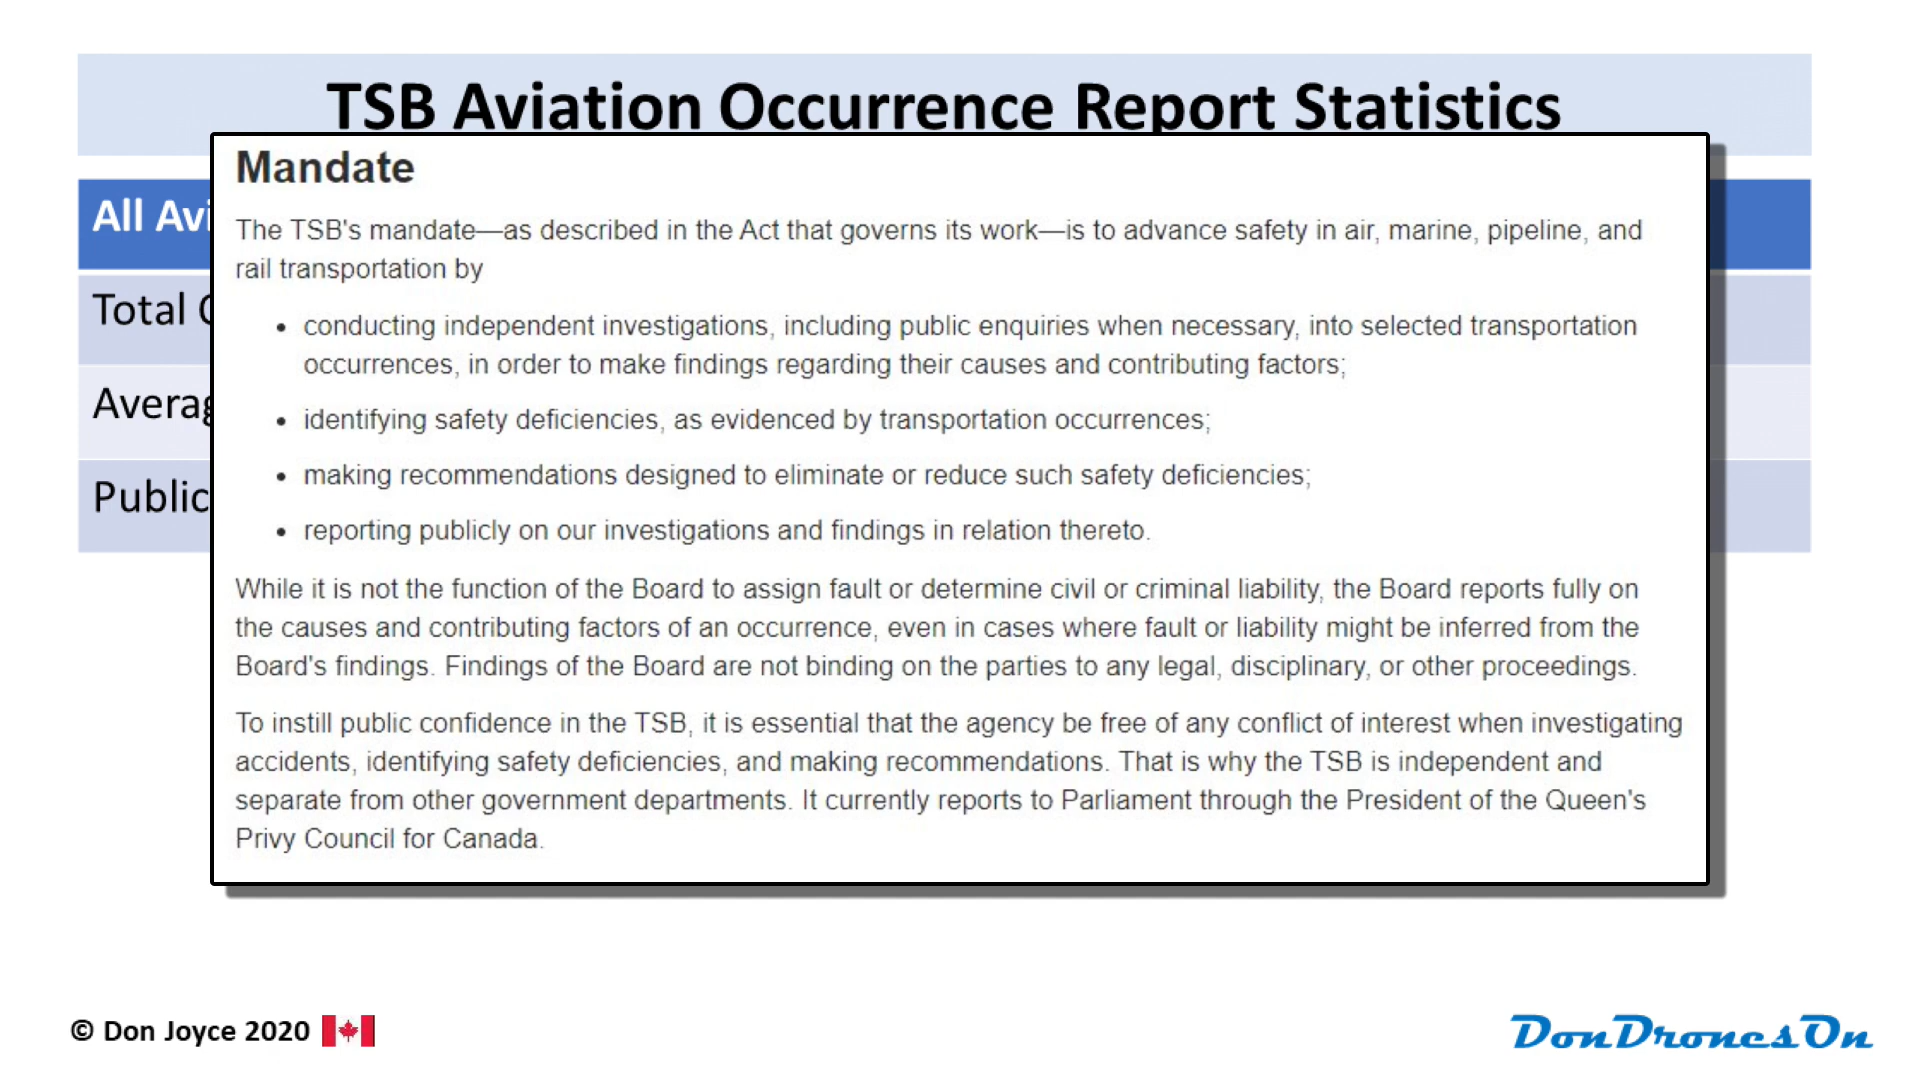 TSB Aviation Occurrence Report Statistics
Mandate
All
The TSB's mandate—as described in the Act that governs its work—is to advance safety in air, marine, pipeline, and
rail transportation by
Total
• conducting independent investigations, including public enquiries when necessary, into selected transportation
occurrences, in order to make findings regarding their causes and contributing factors;
• identifying safety deficiencies, as evidenced by transportation occurrences;
• making recommendations designed to eliminate or reduce such safety deficiencies;
Public
• reporting publicly on our investigations and findings in relation thereto.
While it is not the function of the Board to assign fault or determine civil or criminal liability, the Board reports fully on
the causes and contributing factors of an occurrence, even in cases where fault or liability might be inferred from the
Board's findings. Findings of the Board are not binding on the parties to any legal, disciplinary, or other proceedings.
To instill public confidence in the TSB, it is essential that the agency be free of any conflict of interest when investigating
accidents, identifying safety deficiencies, and making recommendations. That is why the TSB is independent and
separate from other government departments. It currently reports to Parliament through the President of the Queen's
Privy Council for Canada.
© Don Joyce 2020
DonDronesOn